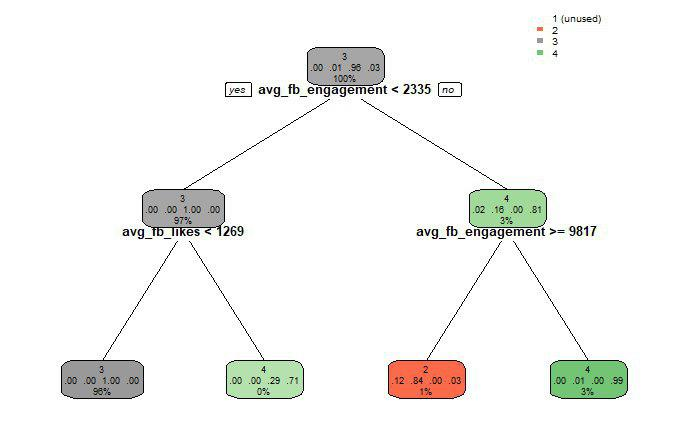 1 (unused)
2
3
4
3
.00 .01 .96 .03
100%
yes avg_fb_engagement < 2335 no
3
.00 .00 1.00 .00
97%
avg_fb_likes < 1269
4
.02 .16 .00 .81
3%
avg_fb_engagement >= 9817
3
.00 .00 1.00 .00
96%
4
.00 .00 .29 .71
0%
2
.12 .84 .00 .03
1%
4
.00 .01 .00 .99
3%